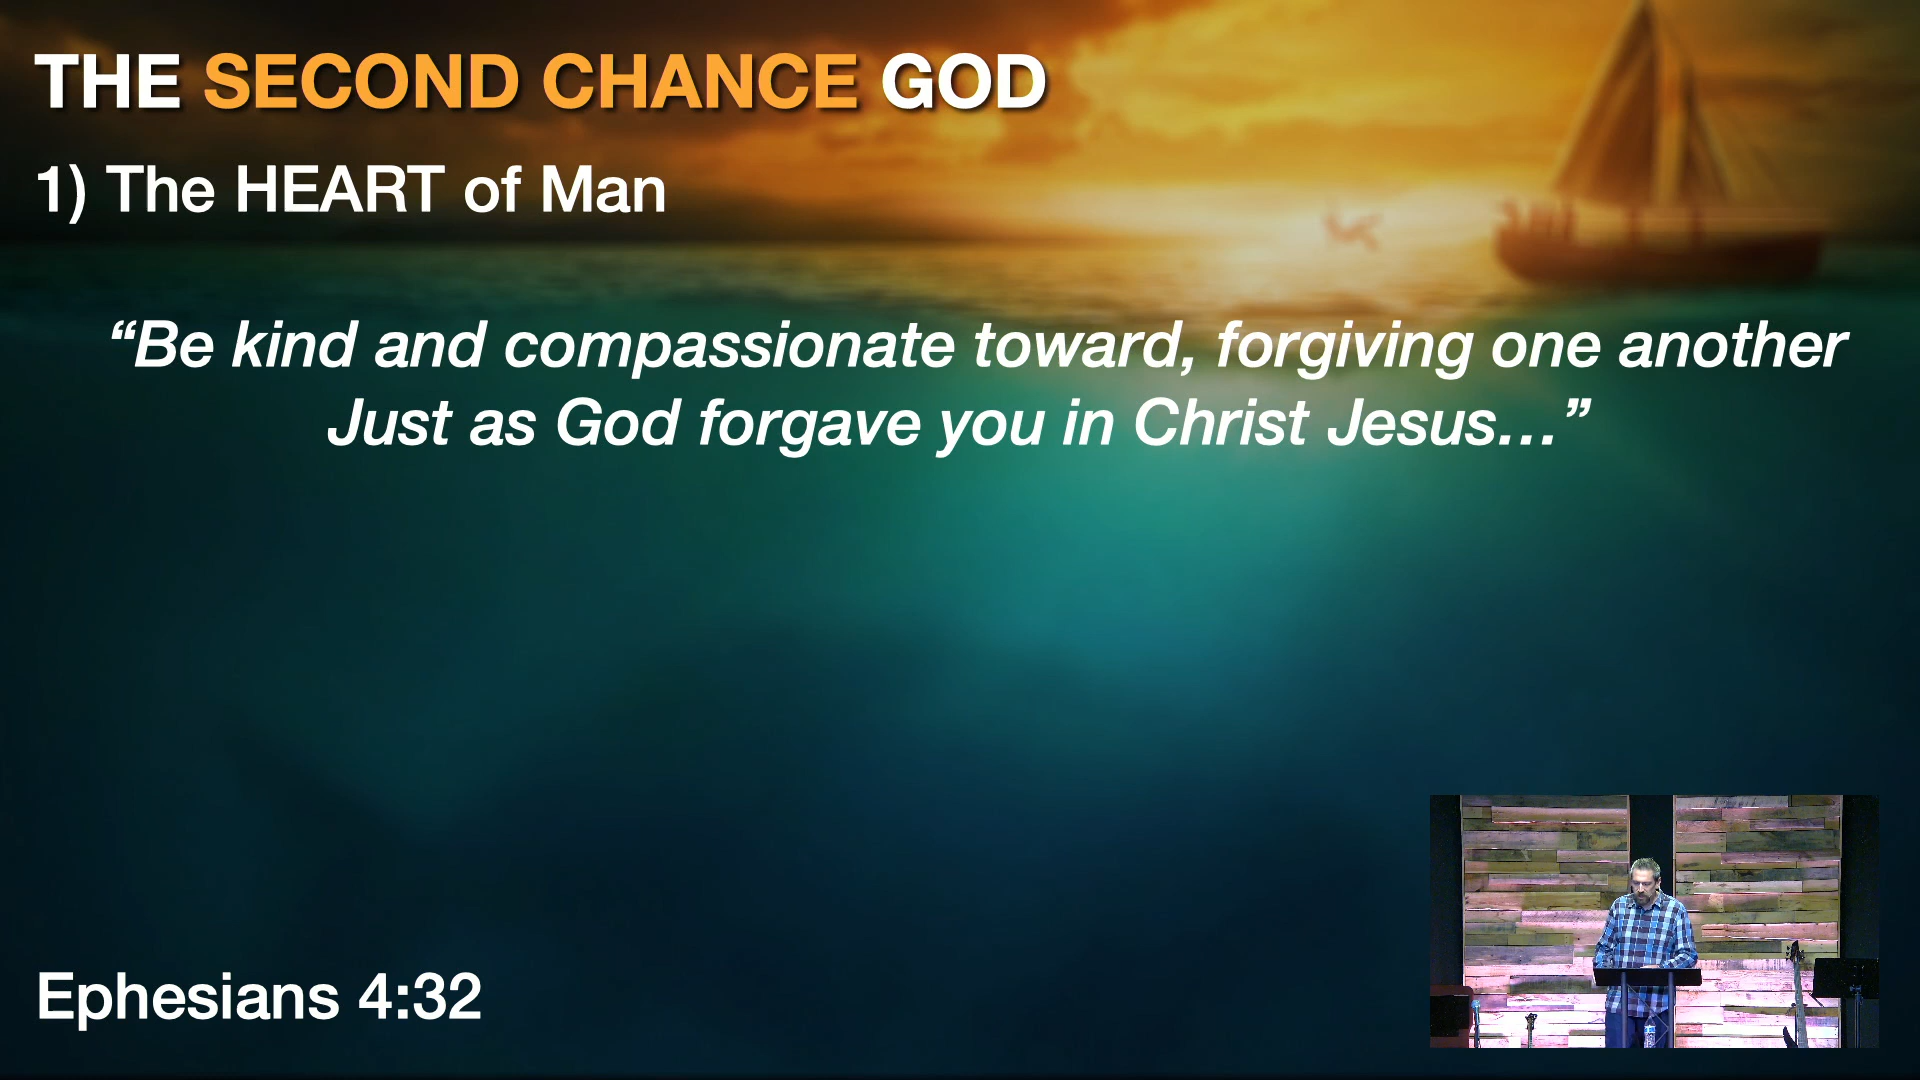 THE SECOND CHANCE GOD
1) The HEART of Man
“Be kind and compassionate toward, forgiving one another
Just as God forgave you in Christ Jesus…”
Ephesians 4:32